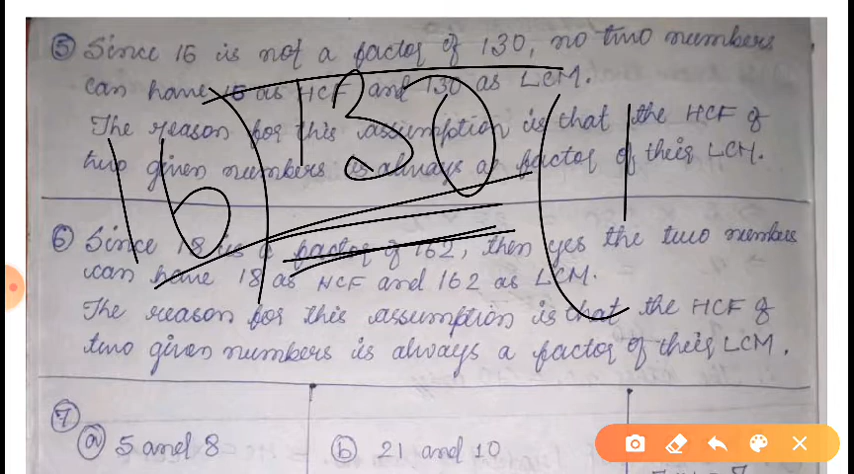 ⑤ Since 16 is not a factor of 130, no two numbers
can have 15 as HCF and 130 as LCM.
The reason for this assumption is that the HCF of
two given numbers is always a factor of their LCM.
16) 130 ( 1
⑥ Since 18 is a factor of 162, then yes the two numbers
can have 18 as HCF and 162 as LCM.
The reason for this assumption is that the HCF of
two given numbers is always a factor of their LCM.
⑦
ⓐ 5 and 8
ⓑ 21 and 10